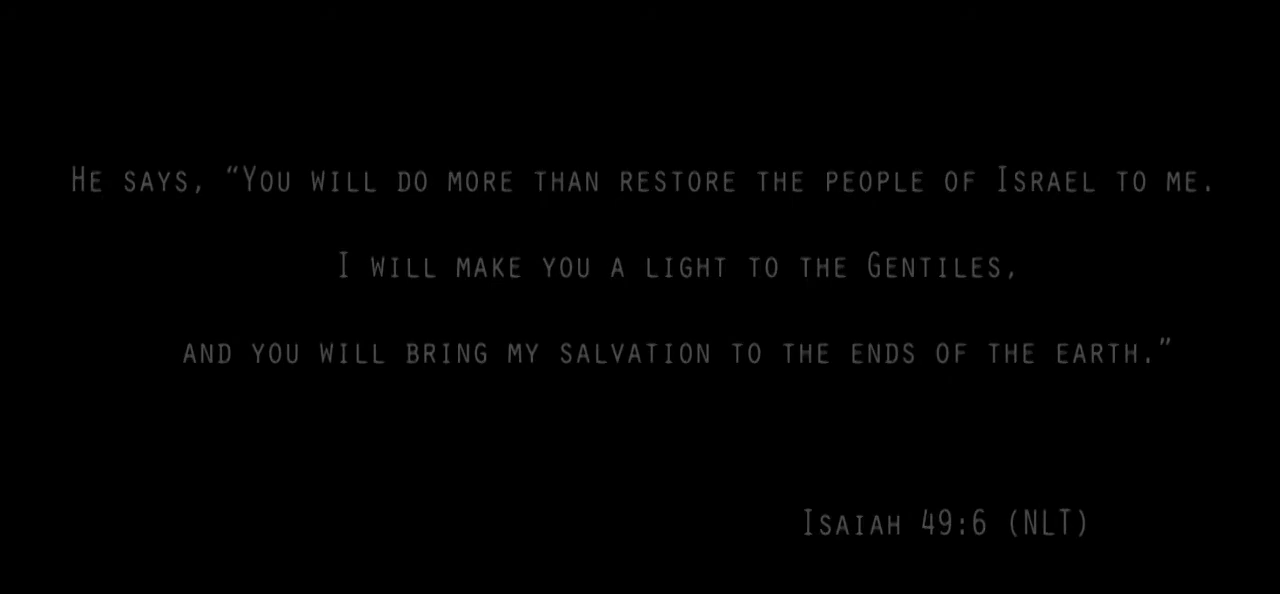 He says, “You will do more than restore the people of Israel to me.
I will make you a light to the Gentiles,
and you will bring my salvation to the ends of the earth.”
Isaiah 49:6 (NLT)